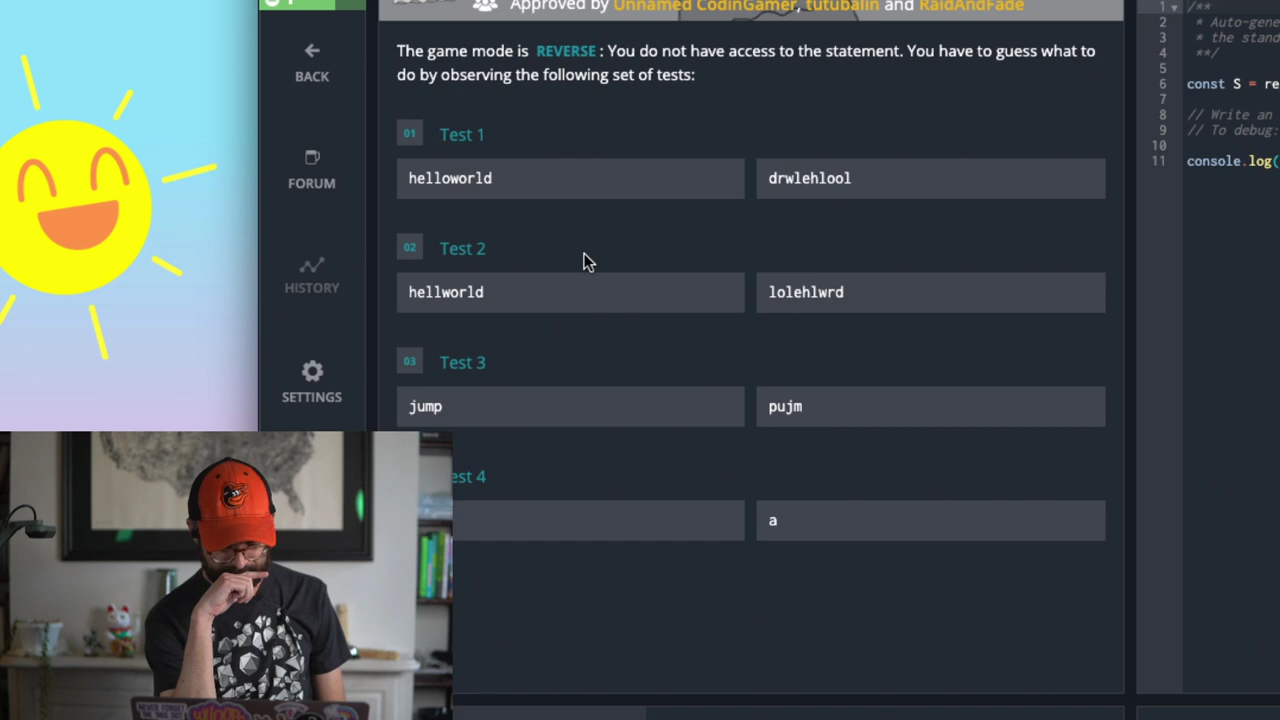 Approved by Unnamed CodinGamer, tutubalin and RaidAndFade
BACK
FORUM
HISTORY
SETTINGS
The game mode is REVERSE : You do not have access to the statement. You have to guess what to
do by observing the following set of tests:
01 Test 1
helloworld drwlehlool
02 Test 2
hellworld lolehlwrd
03 Test 3
jump pujm
est 4
a
1 /**
2 * Auto-gene
3 * the stand
4 **/
5
6 const S = re
7
8 // Write an
9 // To debug:
10
11 console.log(
NEVER FORGET